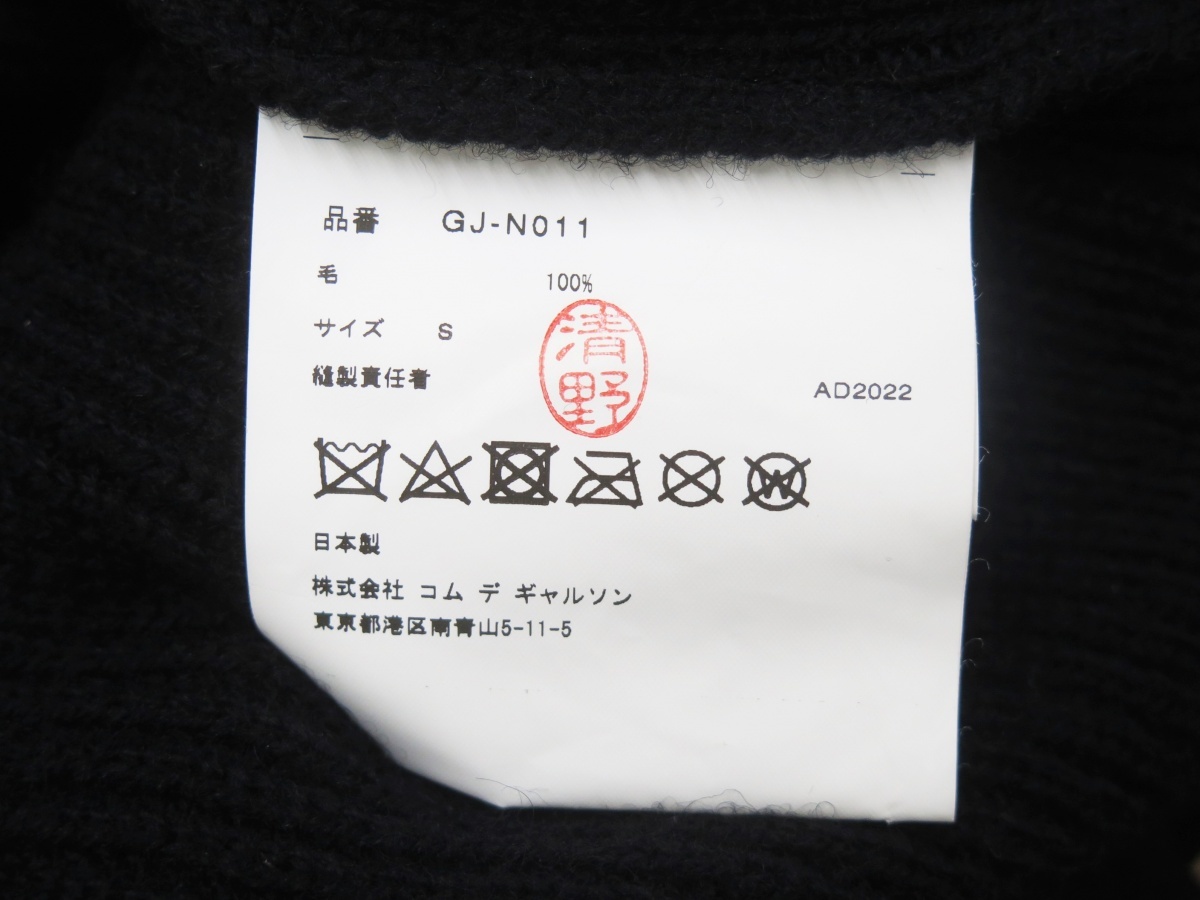 品番 GJ-N011
毛 100%
サイズ S
清野
縫製責任者 AD2022
W
日本製
株式会社 コム デ ギャルソン
東京都港区南青山5-11-5